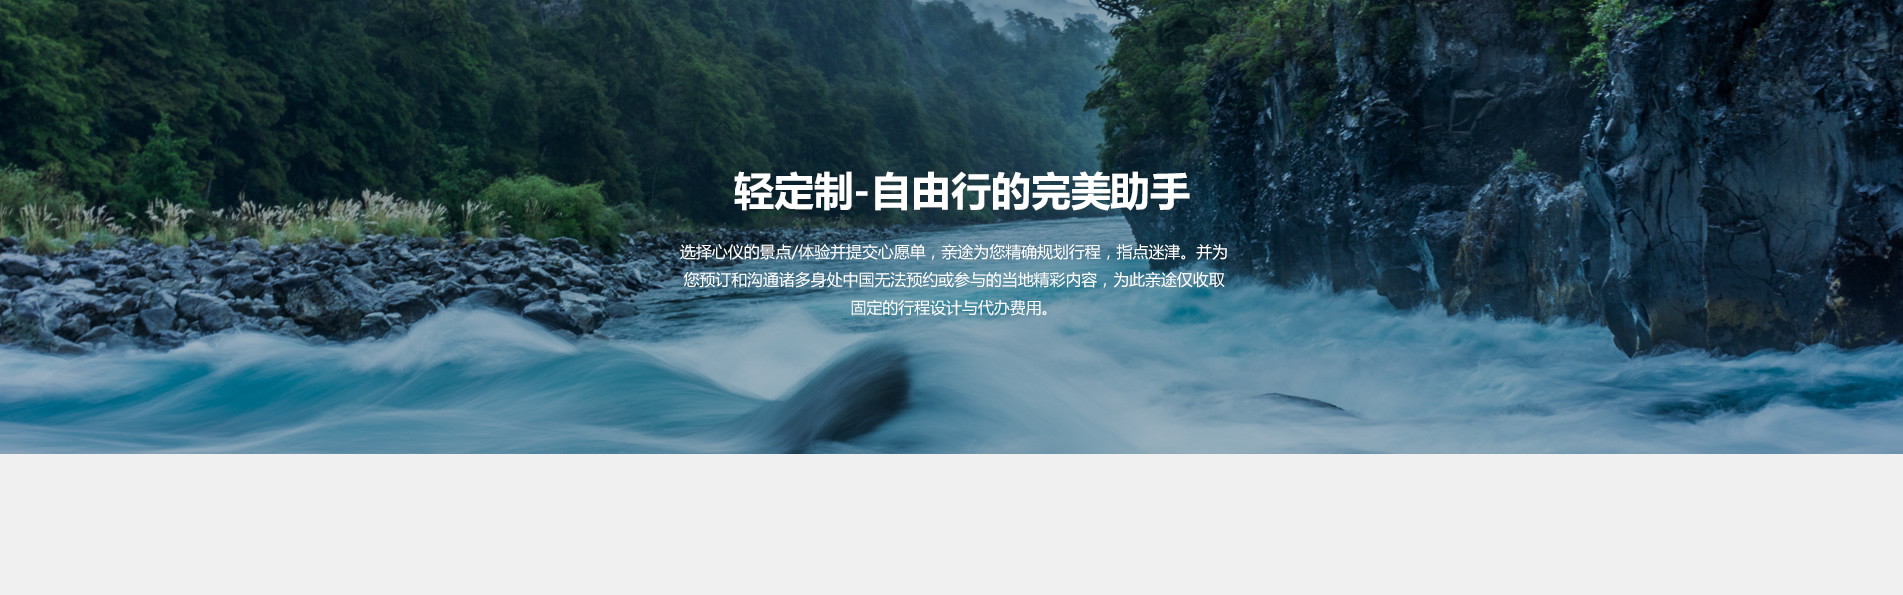 轻定制-自由行的完美助手
选择心仪的景点/体验并提交心愿单，亲途为您精确规划行程，指点迷津。并为
您预订和沟通诸多身处中国无法预约或参与的当地精彩内容，为此亲途仅收取
固定的行程设计与代办费用。